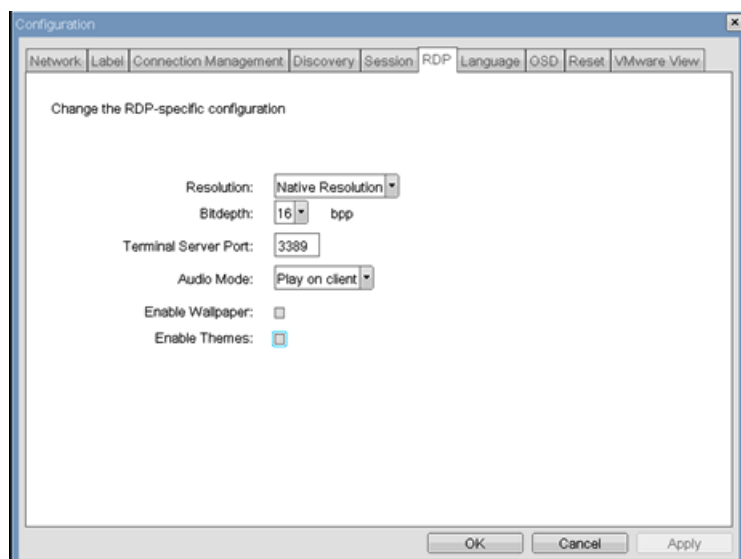 Configuration
Network Label Connection Management Discovery Session RDP Language OSD Reset VMware View
Change the RDP-specific configuration
Resolution: Native Resolution
Bitdepth: 16 bpp
Terminal Server Port: 3389
Audio Mode: Play on client
Enable Wallpaper:
Enable Themes:
OK Cancel Apply